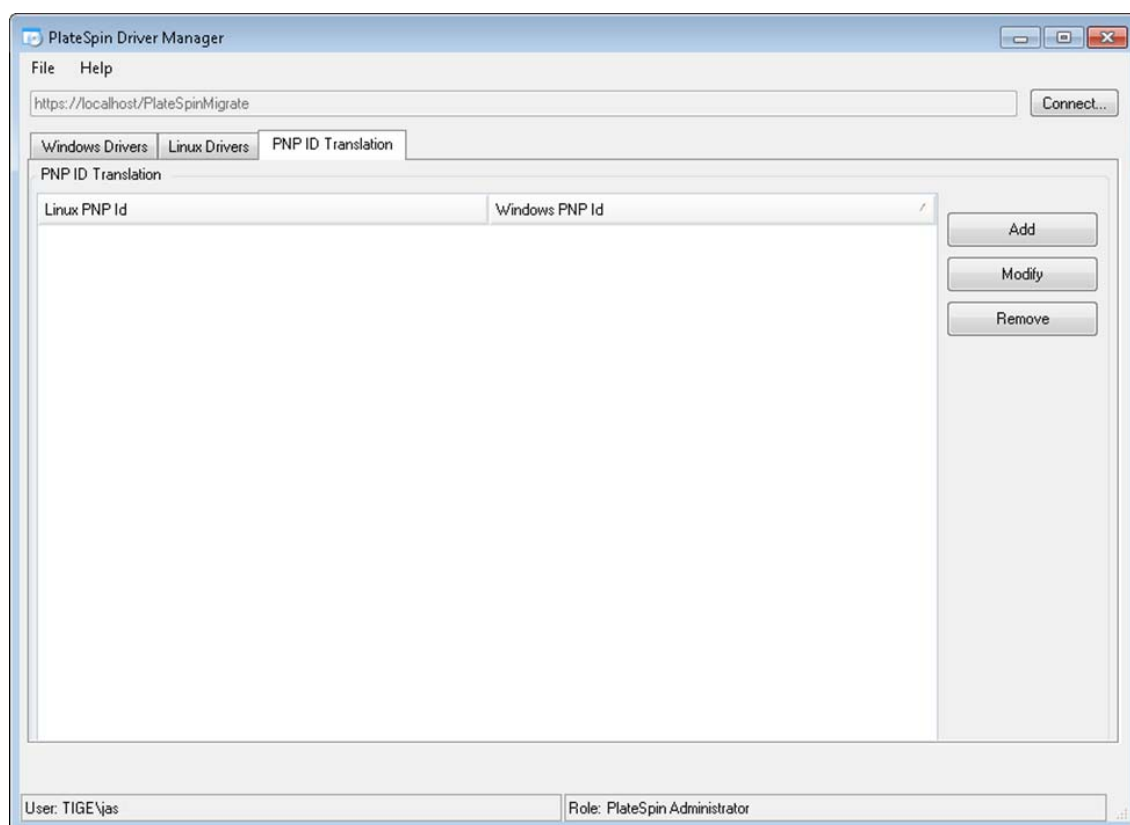 PlateSpin Driver Manager
File Help
https://localhost/PlateSpinMigrate Connect...
Windows Drivers Linux Drivers PNP ID Translation
PNP ID Translation
Linux PNP Id Windows PNP Id
Add
Modify
Remove
User: TIGE\jas Role: PlateSpin Administrator